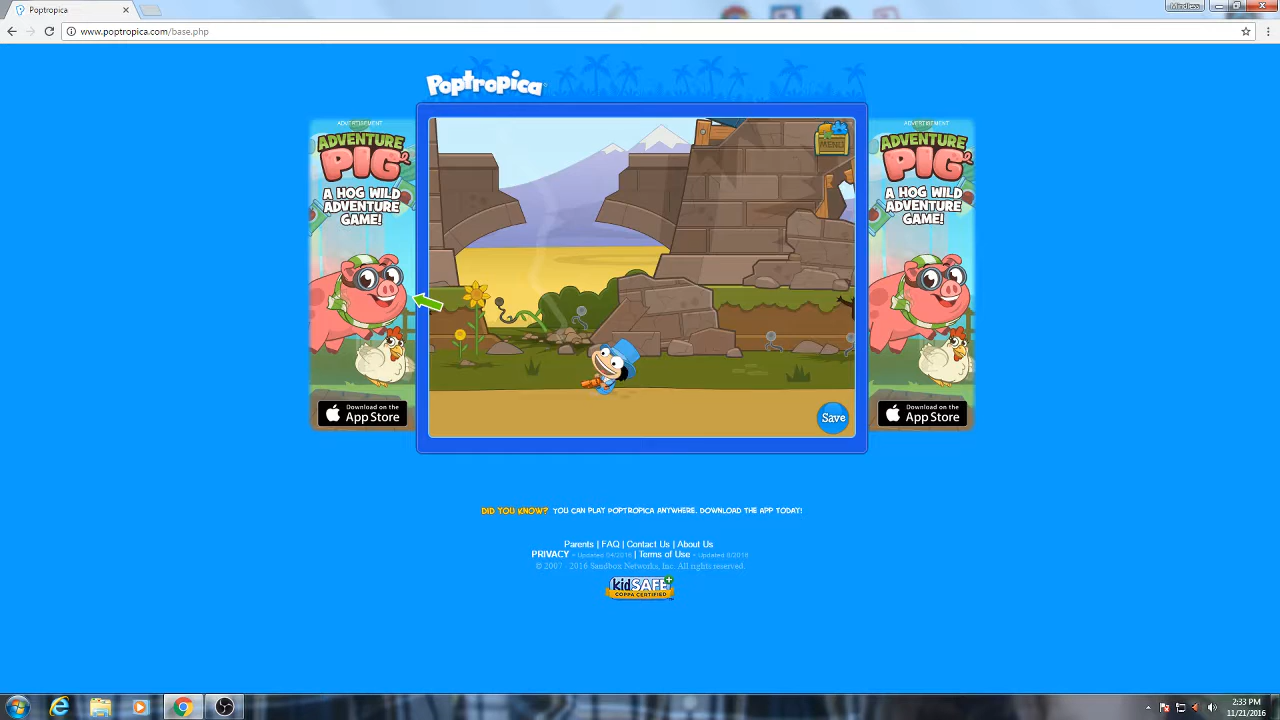 Poptropica
Mindless
www.poptropica.com/base.php
Poptropica
ADVERTISEMENT
ADVENTURE
PIG
A HOG WILD
ADVENTURE
GAME!
Download on the
App Store
MENU
Save
ADVERTISEMENT
ADVENTURE
PIG
A HOG WILD
ADVENTURE
GAME!
Download on the
App Store
DID YOU KNOW? YOU CAN PLAY POPTROPICA ANYWHERE. DOWNLOAD THE APP TODAY!
Parents | FAQ | Contact Us | About Us
PRIVACY - Updated 04/2016 | Terms of Use - Updated 8/2016
© 2007 - 2016 Sandbox Networks, Inc. All rights reserved.
kidSAFE+
COPPA CERTIFIED
2:33 PM
11/21/2016